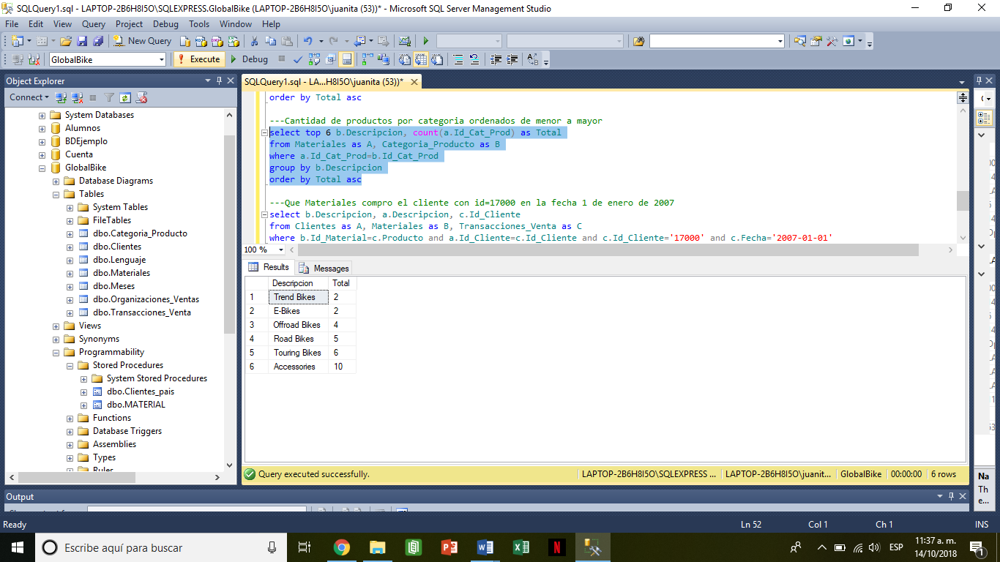 SQLQuery1.sql - LAPTOP-2B6H8I5O\SQLEXPRESS.GlobalBike (LAPTOP-2B6H8I5O\juanita (53))* - Microsoft SQL Server Management Studio
File Edit View Query Project Debug Tools Window Help
New Query
GlobalBike Execute Debug
Object Explorer
Connect
System Databases
Alumnos
BDEjemplo
Cuenta
GlobalBike
Database Diagrams
Tables
System Tables
FileTables
dbo.Categoria_Producto
dbo.Clientes
dbo.Lenguaje
dbo.Materiales
dbo.Meses
dbo.Organizaciones_Ventas
dbo.Transacciones_Venta
Views
Synonyms
Programmability
Stored Procedures
System Stored Procedures
dbo.Clientes_pais
dbo.MATERIAL
Functions
Database Triggers
Assemblies
Types
Rules
SQLQuery1.sql - LA...H8I5O\juanita (53))*
order by Total asc
---Cantidad de productos por categoria ordenados de menor a mayor
select top 6 b.Descripcion, count(a.Id_Cat_Prod) as Total
from Materiales as A, Categoria_Producto as B
where a.Id_Cat_Prod=b.Id_Cat_Prod
group by b.Descripcion
order by Total asc
---Que Materiales compro el cliente con id=17000 en la fecha 1 de enero de 2007
select b.Descripcion, a.Descripcion, c.Id_Cliente
from Clientes as A, Materiales as B, Transacciones_Venta as C
where b.Id_Material=c.Producto and a.Id_Cliente=c.Id_Cliente and c.Id_Cliente='17000' and c.Fecha='2007-01-01'
100 %
Results Messages
Descripcion Total
1 Trend Bikes 2
2 E-Bikes 2
3 Offroad Bikes 4
4 Road Bikes 5
5 Touring Bikes 6
6 Accessories 10
Query executed successfully. LAPTOP-2B6H8I5O\SQLEXPRESS ... LAPTOP-2B6H8I5O\juanit... GlobalBike 00:00:00 6 rows
Na
Th
e...
Output
Ready Ln 52 Col 1 Ch 1 INS
Escribe aquí para buscar
ESP
11:37 a. m.
14/10/2018
1